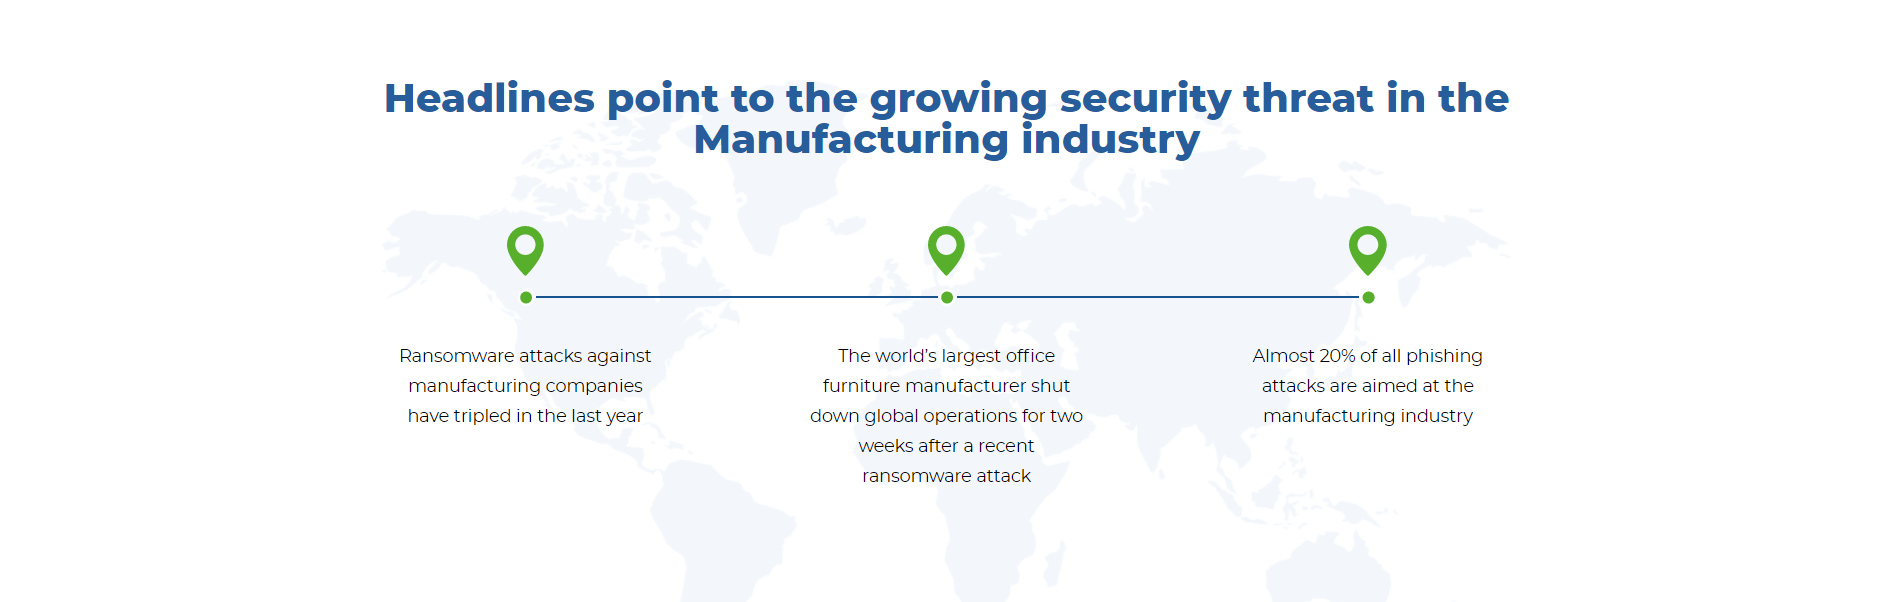 Headlines point to the growing security threat in the
Manufacturing industry
Ransomware attacks against
manufacturing companies
have tripled in the last year
The world’s largest office
furniture manufacturer shut
down global operations for two
weeks after a recent
ransomware attack
Almost 20% of all phishing
attacks are aimed at the
manufacturing industry